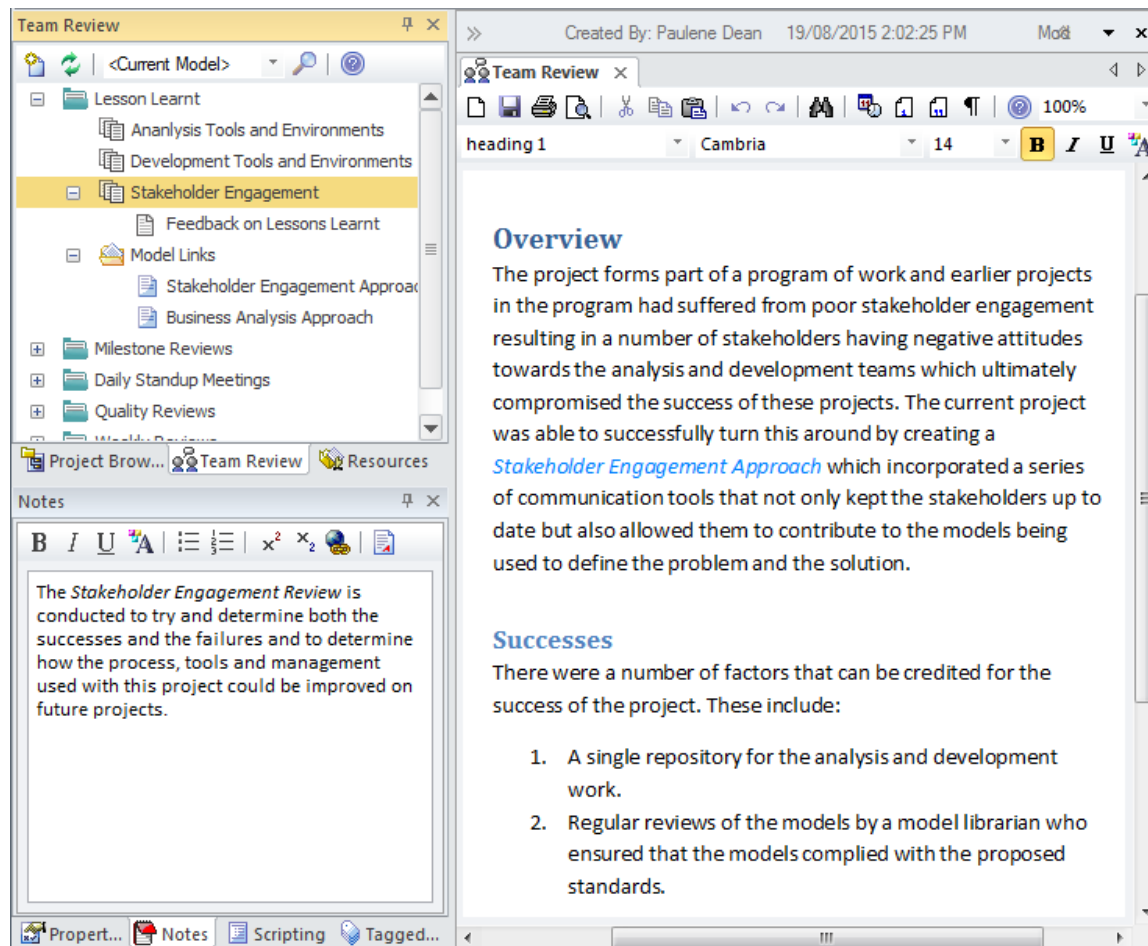 Team Review
<Current Model>
Lesson Learnt
Ananlysis Tools and Environments
Development Tools and Environments
Stakeholder Engagement
Feedback on Lessons Learnt
Model Links
Stakeholder Engagement Approac
Business Analysis Approach
Milestone Reviews
Daily Standup Meetings
Quality Reviews
Project Brow...
Team Review
Resources
Notes
B I U A x² x₂
The Stakeholder Engagement Review is
conducted to try and determine both the
successes and the failures and to determine
how the process, tools and management
used with this project could be improved on
future projects.
Propert...
Notes
Scripting
Tagged...
Created By: Paulene Dean 19/08/2015 2:02:25 PM
Team Review
100%
heading 1 Cambria 14 B I U A
Overview
The project forms part of a program of work and earlier projects
in the program had suffered from poor stakeholder engagement
resulting in a number of stakeholders having negative attitudes
towards the analysis and development teams which ultimately
compromised the success of these projects. The current project
was able to successfully turn this around by creating a
Stakeholder Engagement Approach which incorporated a series
of communication tools that not only kept the stakeholders up to
date but also allowed them to contribute to the models being
used to define the problem and the solution.
Successes
There were a number of factors that can be credited for the
success of the project. These include:
1. A single repository for the analysis and development
work.
2. Regular reviews of the models by a model librarian who
ensured that the models complied with the proposed
standards.